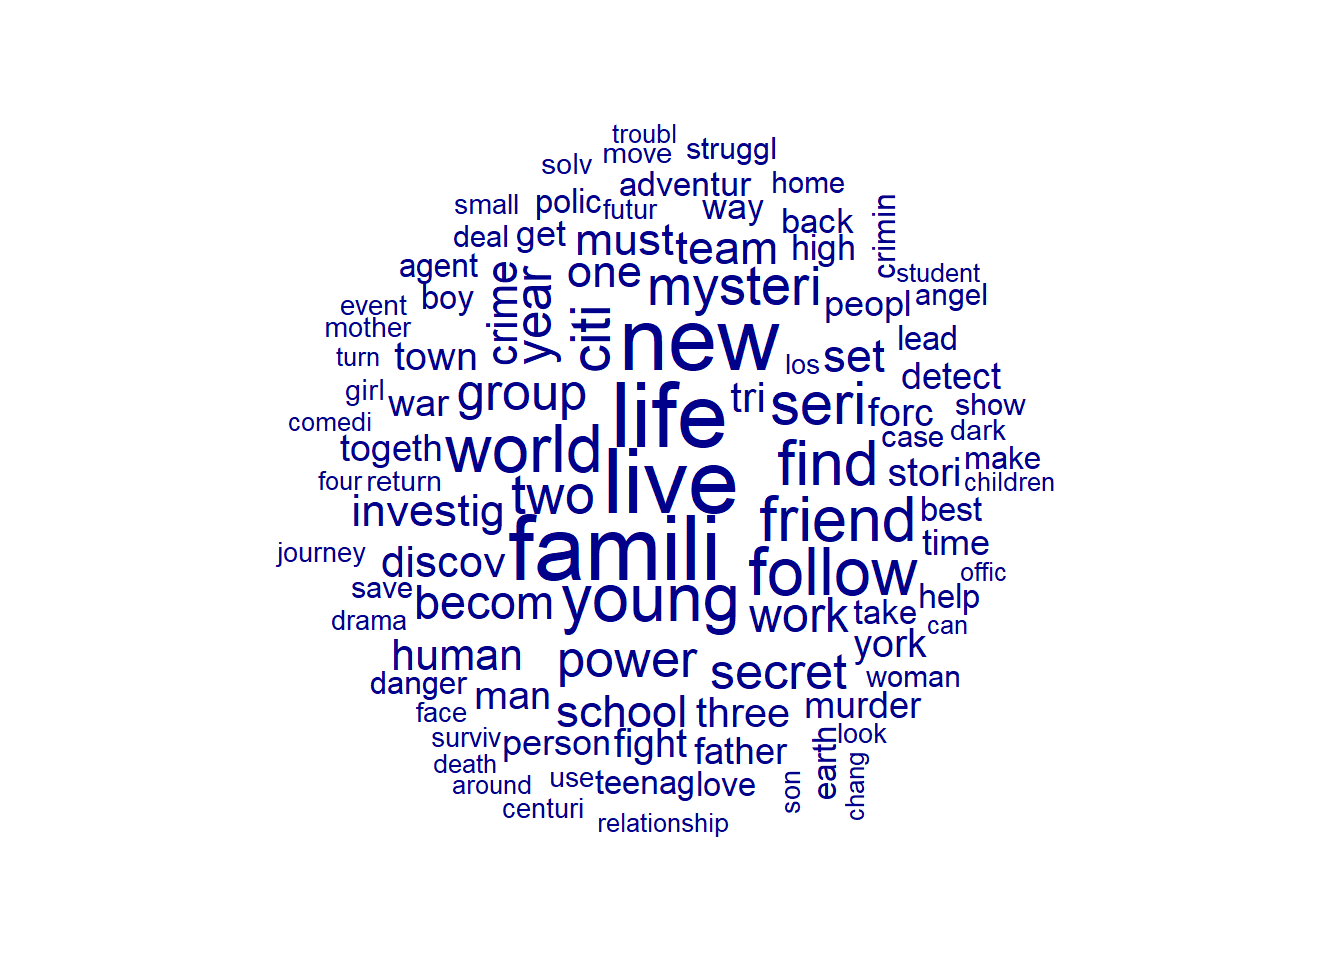 troubl
move
struggl
solv
adventur
home
small
polic
futur
way
back
crimin
deal
get
must
team
high
agent
one
mysteri
student
event
boy
crime
year
citi
new
peopl
angel
mother
turn
town
los
set
lead
girl
war
group
life
tri
seri
forc
detect
show
comedi
togeth
world
find
case
dark
four
return
two
live
stori
make
children
investig
friend
best
journey
discov
famili
follow
time
offic
save
becom
young
work
take
help
can
drama
human
power
secret
york
woman
danger
man
school
three
murder
face
surviv
person
fight
father
earth
look
death
around
use
teenag
love
son
chang
centuri
relationship